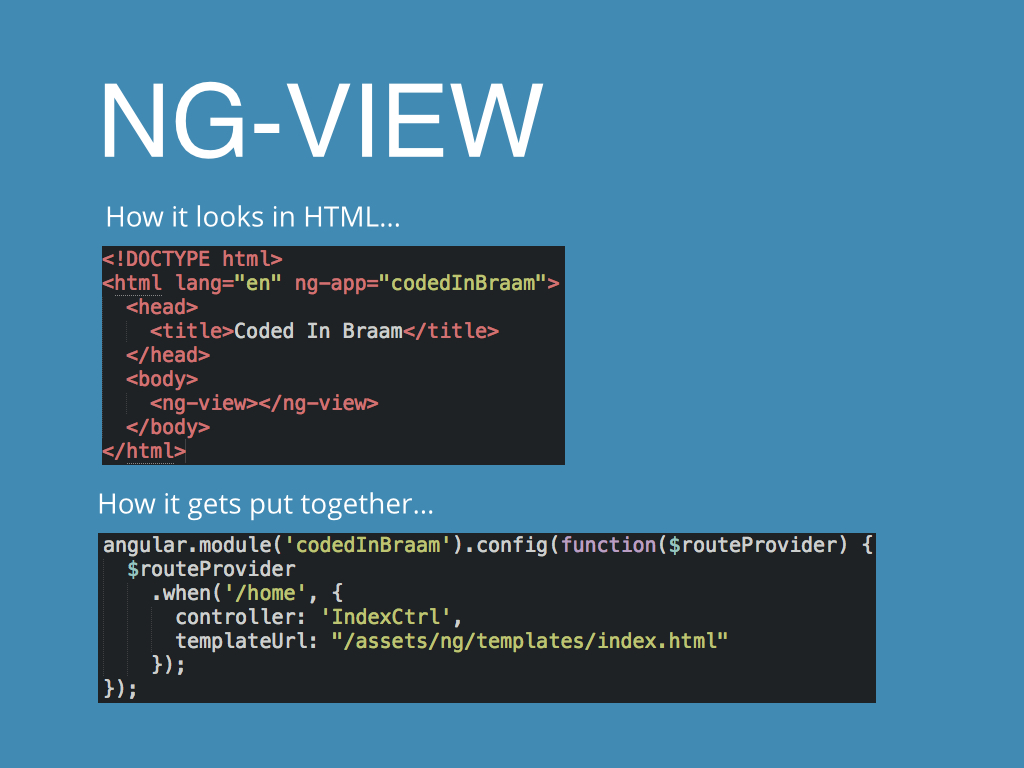 NG-VIEW
How it looks in HTML...
<!DOCTYPE html>
<html lang="en" ng-app="codedInBraam">
  <head>
    <title>Coded In Braam</title>
  </head>
  <body>
    <ng-view></ng-view>
  </body>
</html>
How it gets put together...
angular.module('codedInBraam').config(function($routeProvider) {
  $routeProvider
    .when('/home', {
      controller: 'IndexCtrl',
      templateUrl: "/assets/ng/templates/index.html"
    });
});